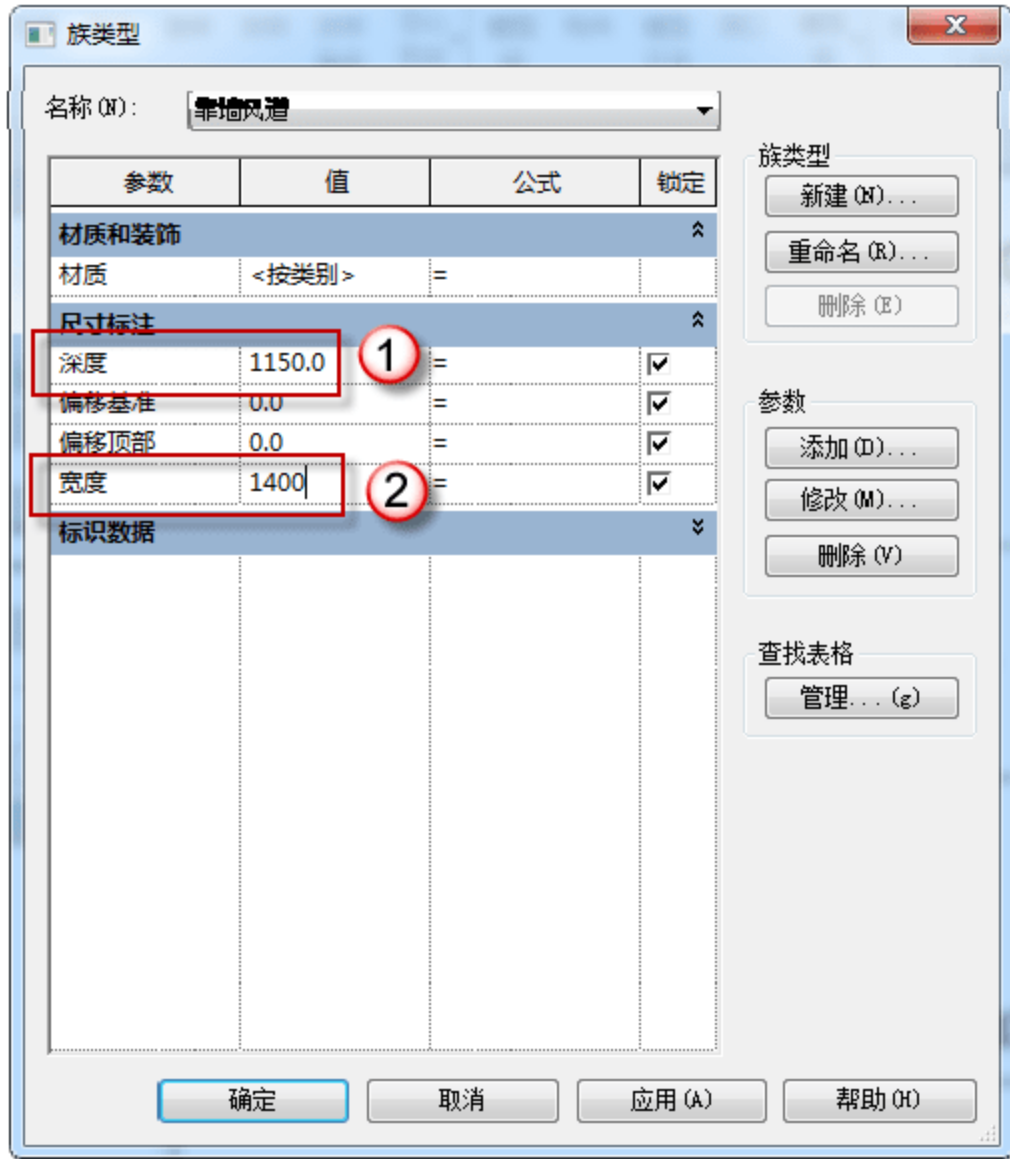 族类型
名称(N):
靠墙风道
参数 值 公式 锁定
材质和装饰
材质 <按类别> =
尺寸标注
深度 1150.0 =
①
偏移基准 0.0 =
偏移顶部 0.0 =
宽度 1400 =
②
标识数据
族类型
新建(N)...
重命名(R)...
删除(E)
参数
添加(D)...
修改(M)...
删除(V)
查找表格
管理...(g)
确定 取消 应用(A) 帮助(H)